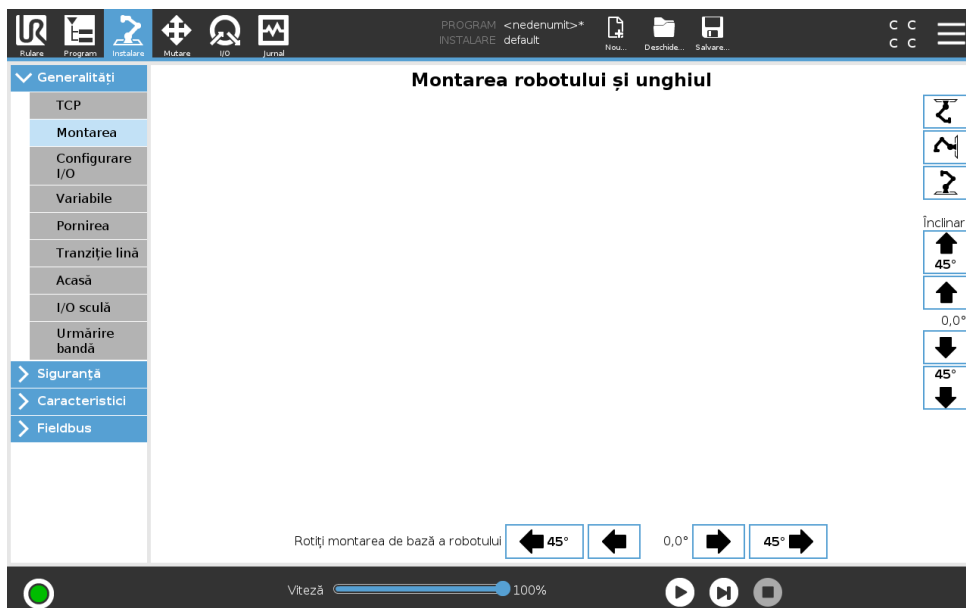 UR
Rulare
Program
Instalare
Mutare
I/O
Jurnal
PROGRAM <nedenumit>*
INSTALARE default
Nou...
Deschide...
Salvare...
C C
C C
Generalități
TCP
Montarea
Configurare
I/O
Variabile
Pornirea
Tranziție lină
Acasă
I/O sculă
Urmărire
bandă
Siguranță
Caracteristici
Fieldbus
Montarea robotului și unghiul
Înclinar
45°
0,0°
45°
Rotiți montarea de bază a robotului
45°
0,0°
45°
Viteză
100%